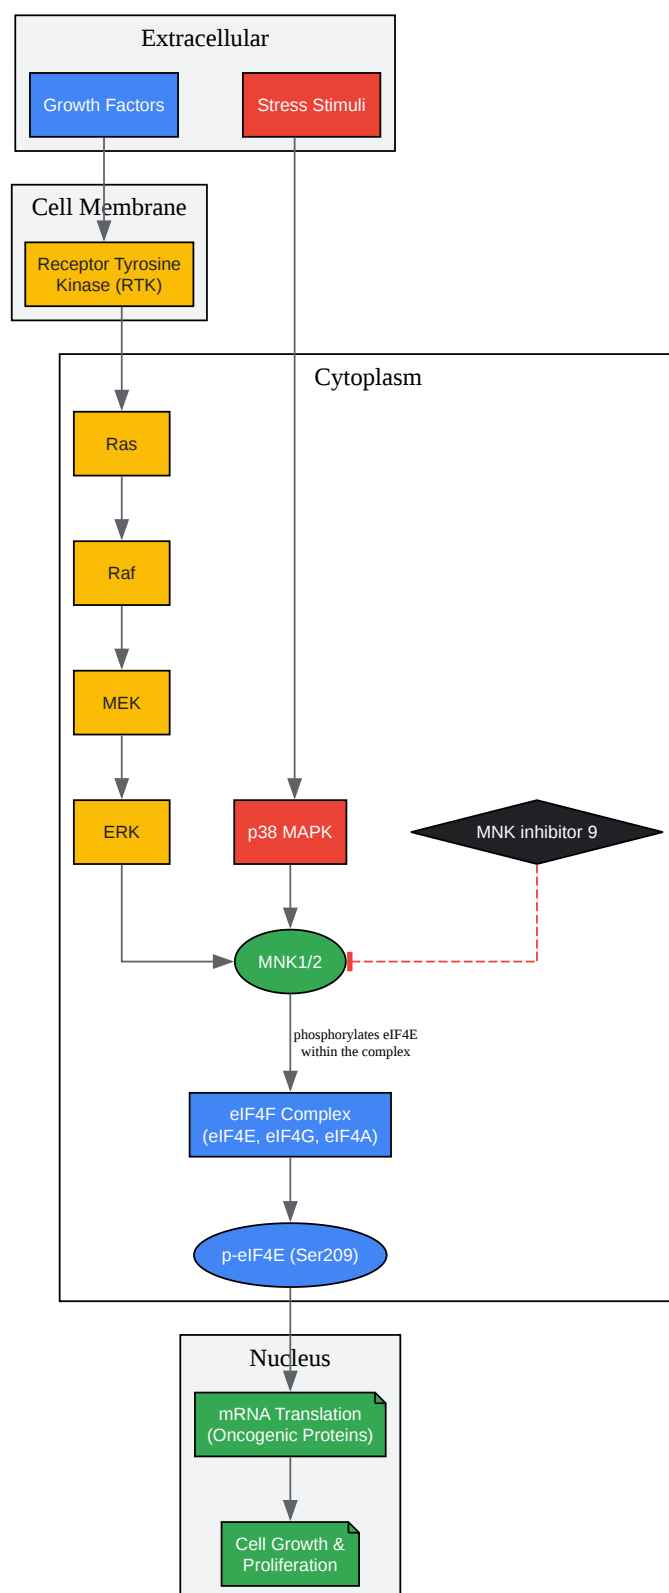 Extracellular
Growth Factors
Stress Stimuli
Cell Membrane
Receptor Tyrosine
Kinase (RTK)
Cytoplasm
Ras
Raf
MEK
ERK
p38 MAPK
MNK inhibitor 9
MNK1/2
phosphorylates eIF4E
within the complex
eIF4F Complex
(eIF4E, eIF4G, eIF4A)
p-eIF4E (Ser209)
Nucleus
mRNA Translation
(Oncogenic Proteins)
Cell Growth &
Proliferation